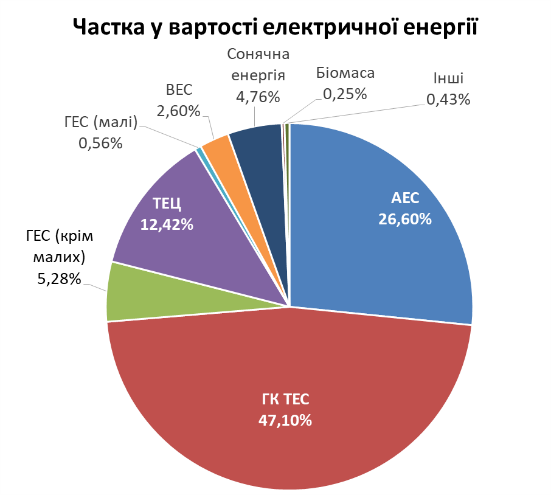 Частка у вартості електричної енергії
Сонячна
енергія
4,76%
Біомаса
0,25%
Інші
0,43%
ВЕС
2,60%
ГЕС (малі)
0,56%
ТЕЦ
12,42%
АЕС
26,60%
ГЕС (крім
малих)
5,28%
ГК ТЕС
47,10%